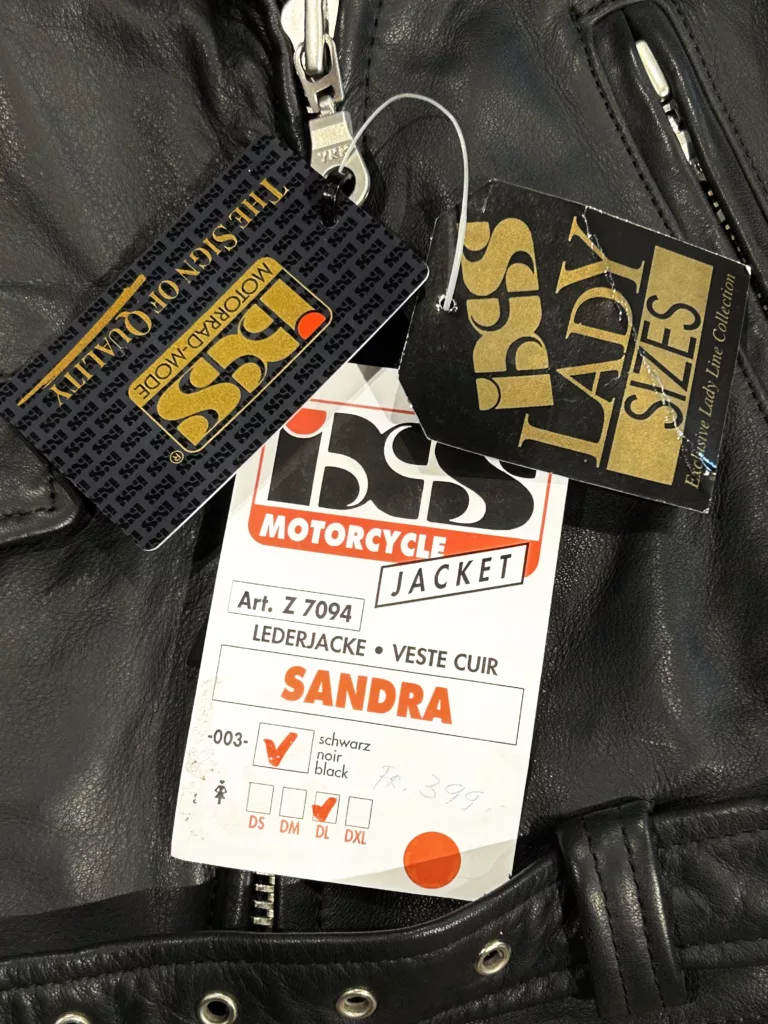 YKK
THE SIGN OF QUALITY
MOTORRAD-MODE
iXS
®
iXS
LADY
SIZES
Exclusive Lady Line Collection
iXS
MOTORCYCLE
JACKET
Art. Z 7094
LEDERJACKE • VESTE CUIR
SANDRA
-003-
schwarz
noir
black
Fr. 399.-
DS DM DL DXL